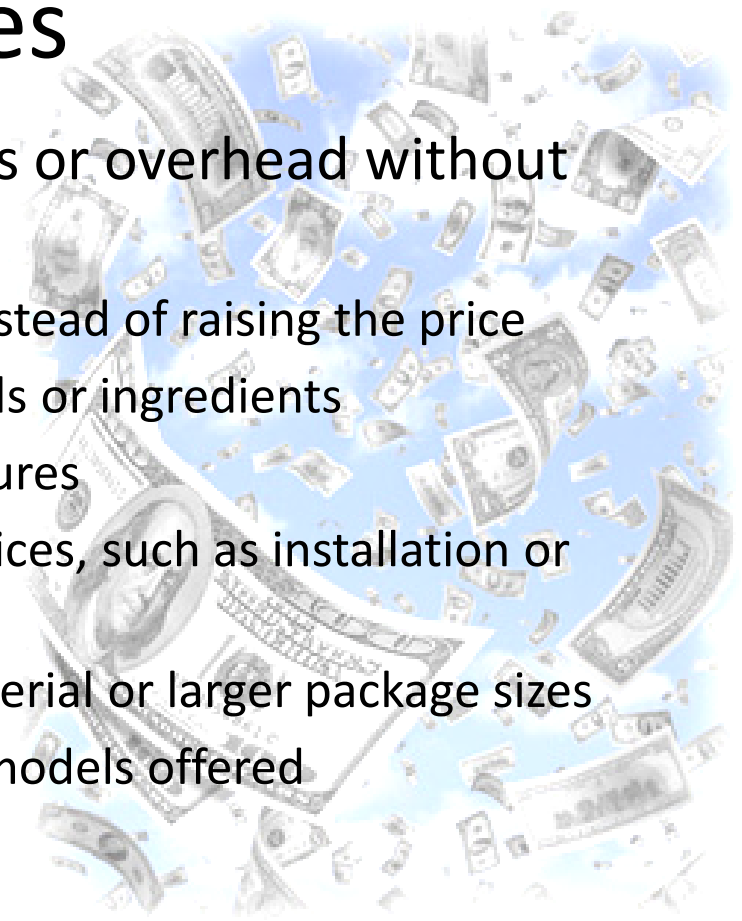 es
s or overhead without
stead of raising the price
ls or ingredients
ures
ices, such as installation or
erial or larger package sizes
models offered